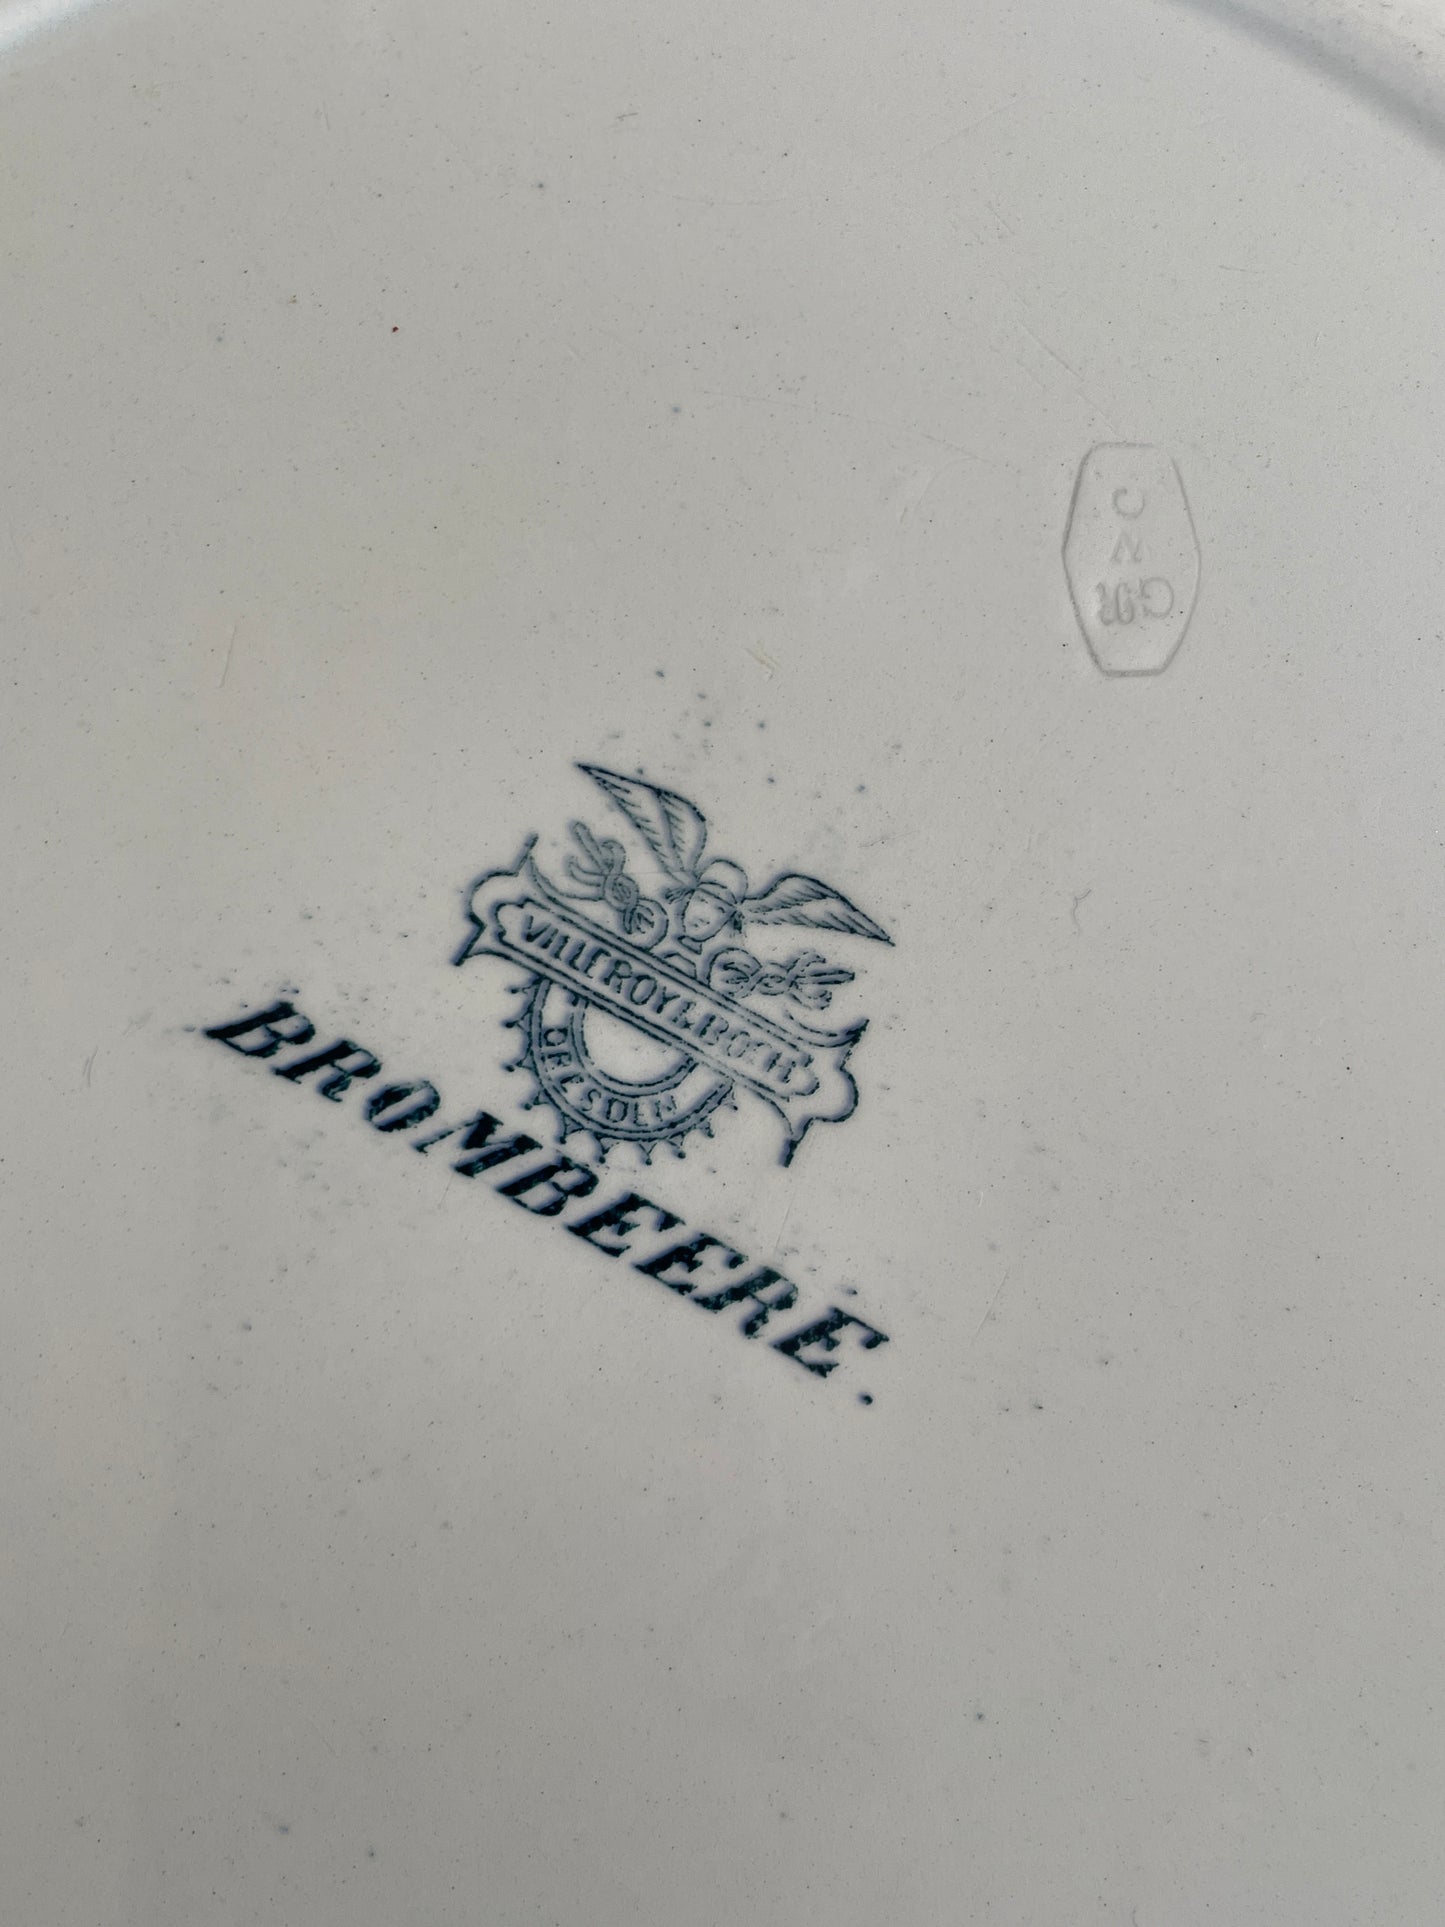 C
N
VILLEROY&BOCH
DRESDEN
BROMBEERE.